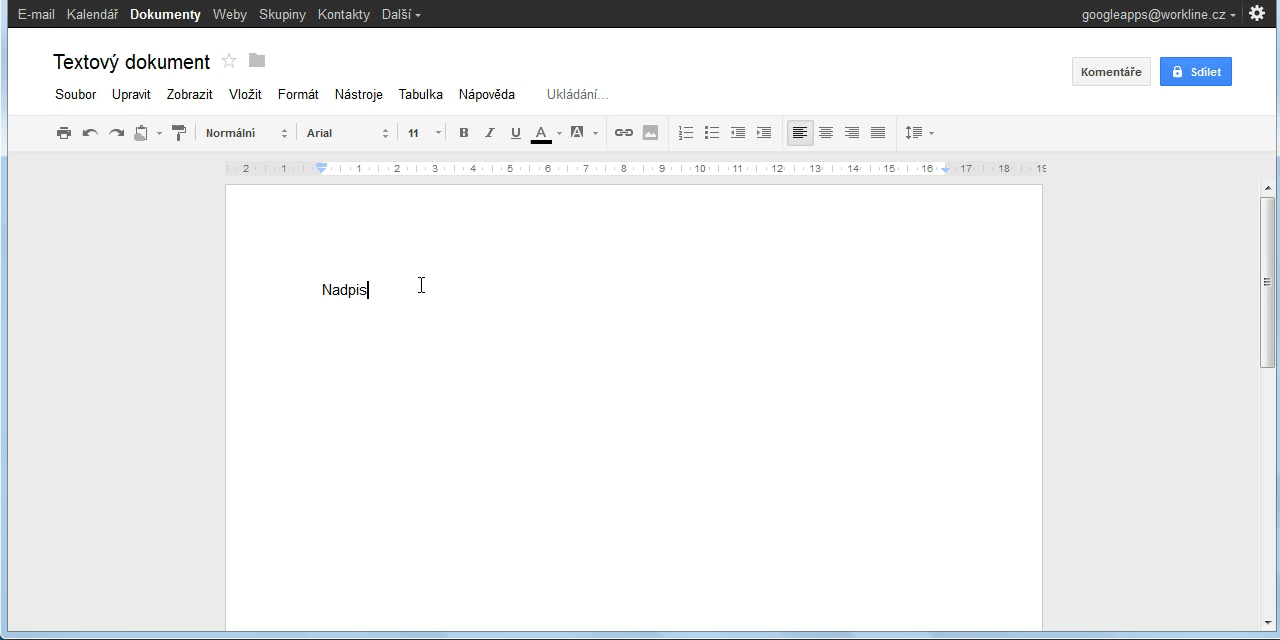 E-mail Kalendář Dokumenty Weby Skupiny Kontakty Další googleapps@workline.cz
Textový dokument
Komentáře Sdílet
Soubor Upravit Zobrazit Vložit Formát Nástroje Tabulka Nápověda Ukládání...
Normální Arial 11 B I U A A
2 1 1 2 3 4 5 6 7 8 9 10 11 12 13 14 15 16 17 18 19
Nadpis